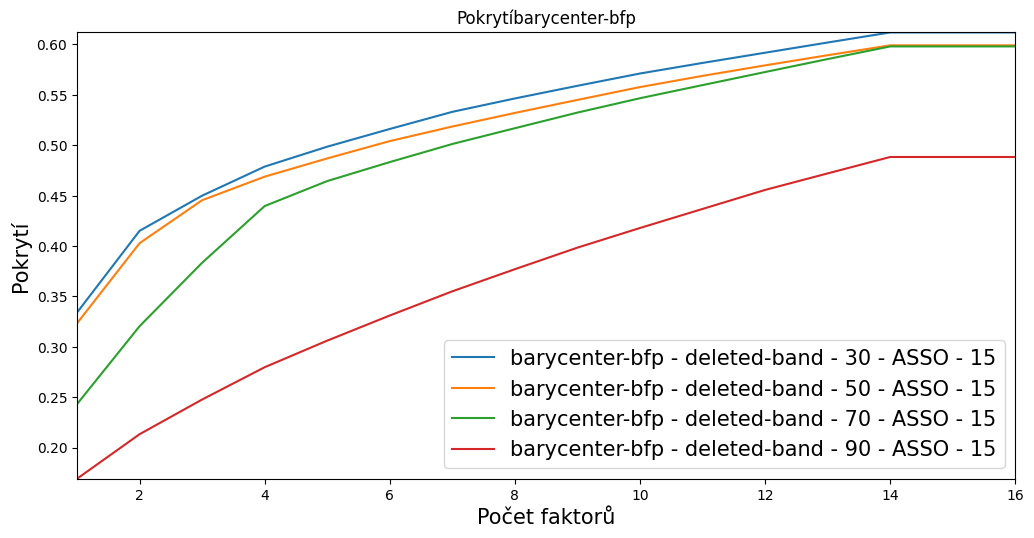 Pokrytíbarycenter-bfp
Pokrytí
0.60
0.55
0.50
0.45
0.40
0.35
0.30
0.25
0.20
barycenter-bfp - deleted-band - 30 - ASSO - 15
barycenter-bfp - deleted-band - 50 - ASSO - 15
barycenter-bfp - deleted-band - 70 - ASSO - 15
barycenter-bfp - deleted-band - 90 - ASSO - 15
2 4 6 8 10 12 14 16
Počet faktorů